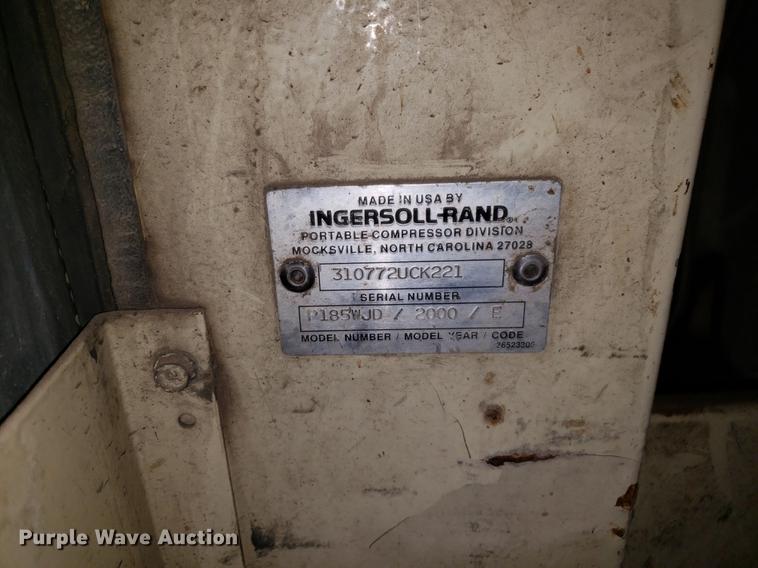 MADE IN USA BY
INGERSOLL-RAND®
PORTABLE COMPRESSOR DIVISION
MOCKSVILLE, NORTH CAROLINA 27028
310772UCK221
SERIAL NUMBER
P185WJD / 2000 / E
MODEL NUMBER / MODEL YEAR / CODE
Purple Wave Auction